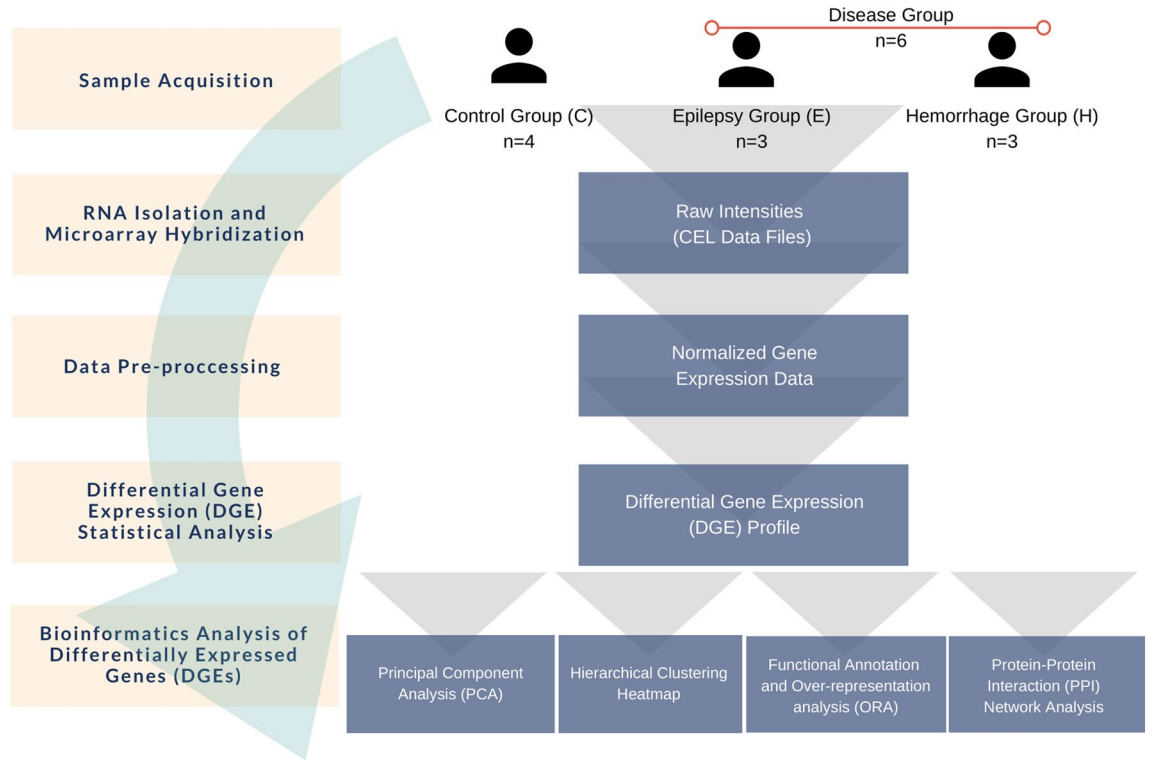 Disease Group
n=6
Sample Acquisition
Control Group (C)
n=4
Epilepsy Group (E)
n=3
Hemorrhage Group (H)
n=3
RNA Isolation and
Microarray Hybridization
Raw Intensities
(CEL Data Files)
Data Pre-proccessing
Normalized Gene
Expression Data
Differential Gene
Expression (DGE)
Statistical Analysis
Differential Gene Expression
(DGE) Profile
Bioinformatics Analysis of
Differentially Expressed
Genes (DGEs)
Principal Component
Analysis (PCA)
Hierarchical Clustering
Heatmap
Functional Annotation
and Over-representation
analysis (ORA)
Protein-Protein
Interaction (PPI)
Network Analysis